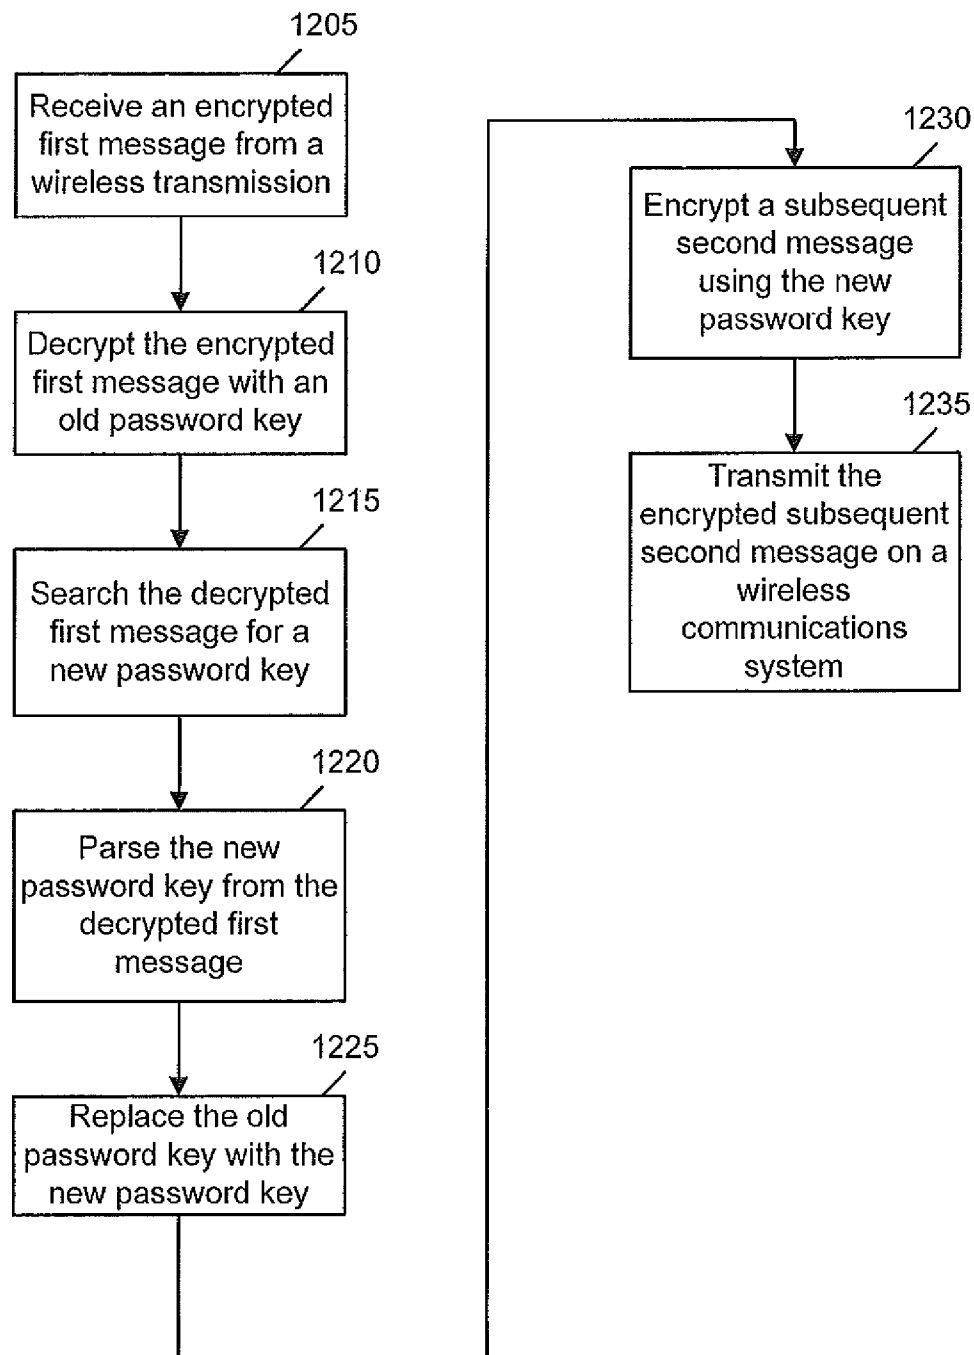 1205
Receive an encrypted
first message from a
wireless transmission
1210
Decrypt the encrypted
first message with an
old password key
1215
Search the decrypted
first message for a
new password key
1220
Parse the new
password key from the
decrypted first
message
1225
Replace the old
password key with the
new password key
1230
Encrypt a subsequent
second message
using the new
password key
1235
Transmit the
encrypted subsequent
second message on a
wireless
communications
system